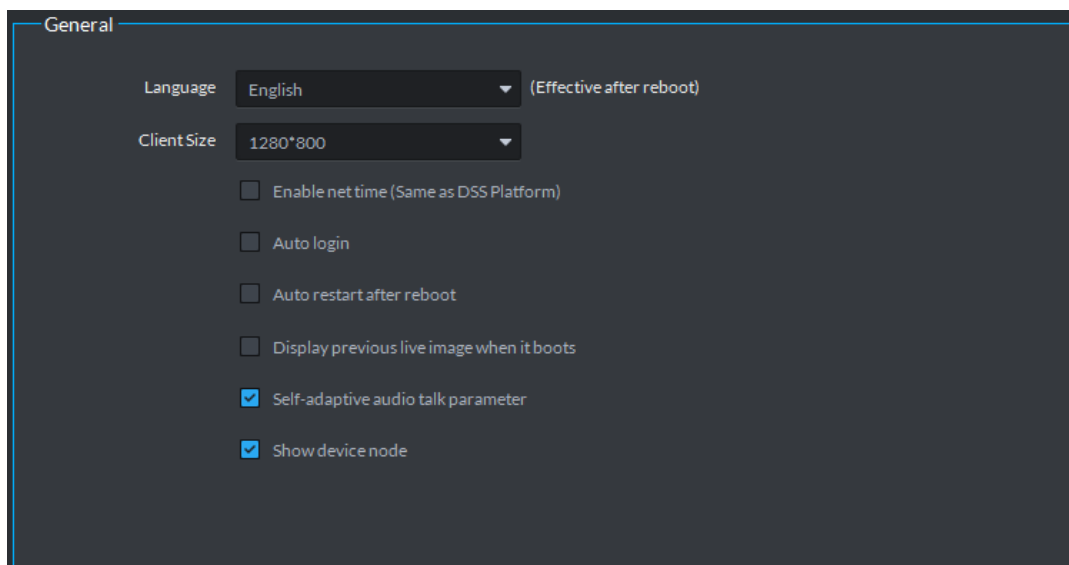 General
Language English (Effective after reboot)
Client Size 1280*800
Enable net time (Same as DSS Platform)
Auto login
Auto restart after reboot
Display previous live image when it boots
Self-adaptive audio talk parameter
Show device node